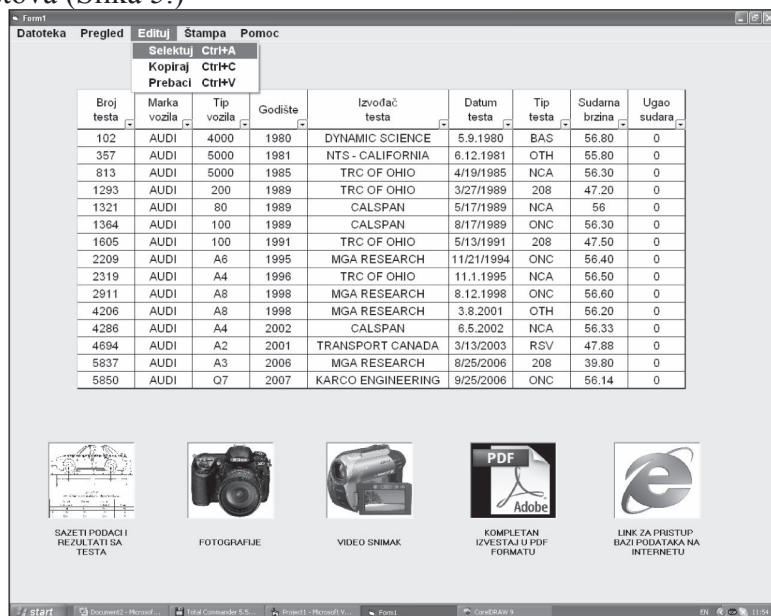 stova (Slika 5.)
Form1
Datoteka Pregled Edituj Štampa Pomoc
Selektuj Ctrl+A
Kopiraj Ctrl+C
Prebaci Ctrl+V
Broj testa Marka vozila Tip vozila Godište Izvođač testa Datum testa Tip testa Sudarna brzina Ugao sudara
102 AUDI 4000 1980 DYNAMIC SCIENCE 5.9.1980 BAS 56.80 0
357 AUDI 5000 1981 NTS - CALIFORNIA 6.12.1981 OTH 55.80 0
813 AUDI 5000 1985 TRC OF OHIO 4/19/1985 NCA 56.30 0
1293 AUDI 200 1989 TRC OF OHIO 3/27/1989 208 47.20 0
1321 AUDI 80 1989 CALSPAN 5/17/1989 NCA 56 0
1364 AUDI 100 1989 CALSPAN 8/17/1989 ONC 56.30 0
1605 AUDI 100 1991 TRC OF OHIO 5/13/1991 208 47.50 0
2209 AUDI A6 1995 MGA RESEARCH 11/21/1994 ONC 56.40 0
2319 AUDI A4 1996 TRC OF OHIO 11.1.1995 NCA 56.50 0
2911 AUDI A8 1998 MGA RESEARCH 8.12.1998 ONC 56.60 0
4206 AUDI A8 1998 MGA RESEARCH 3.8.2001 OTH 56.20 0
4286 AUDI A4 2002 CALSPAN 6.5.2002 NCA 56.33 0
4694 AUDI A2 2001 TRANSPORT CANADA 3/13/2003 RSV 47.88 0
5837 AUDI A3 2006 MGA RESEARCH 8/25/2006 208 39.80 0
5850 AUDI Q7 2007 KARCO ENGINEERING 9/25/2006 ONC 56.14 0
PDF
Adobe
SAZETI PODACI I
REZULTATI SA
TESTA
FOTOGRAFIJE
VIDEO SNIMAK
KOMPLETAN
IZVESTAJ U PDF
FORMATU
LINK ZA PRISTUP
BAZI PODATAKA NA
INTERNETU
start Document2 - Microsof... Total Commander 5.5... Project1 - Microsoft V... Form1 CorelDRAW 9 EN 11:54